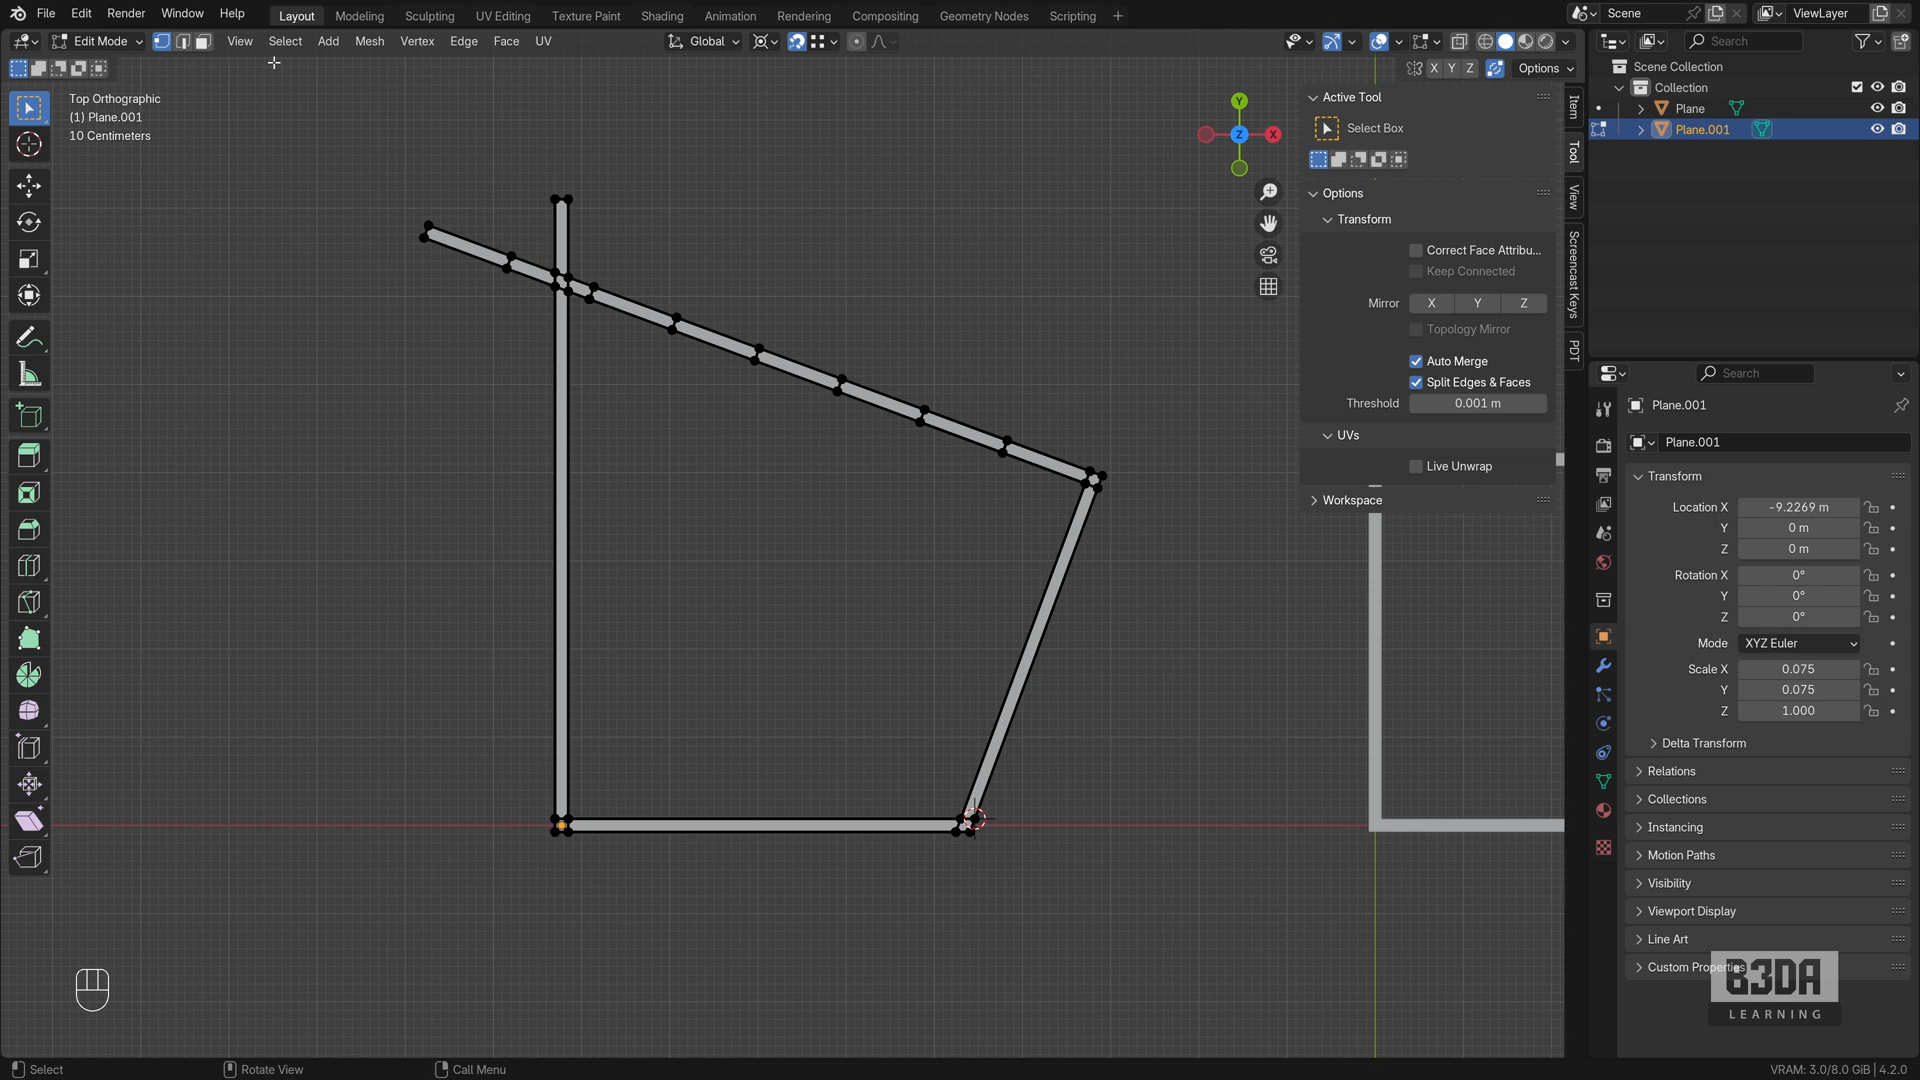 File Edit Render Window Help Layout Modeling Sculpting UV Editing Texture Paint Shading Animation Rendering Compositing Geometry Nodes Scripting + Scene ViewLayer
Edit Mode View Select Add Mesh Vertex Edge Face UV Global Search
X Y Z Options Scene Collection
Top Orthographic
(1) Plane.001
10 Centimeters
Y
Z
X
Active Tool
Select Box
Options
Transform
Correct Face Attribu...
Keep Connected
Mirror X Y Z
Topology Mirror
Auto Merge
Split Edges & Faces
Threshold 0.001 m
UVs
Live Unwrap
Workspace
Item
Tool
View
Screencast Keys
PDT
Collection
Plane
Plane.001
Search
Plane.001
Plane.001
Transform
Location X -9.2269 m
Y 0 m
Z 0 m
Rotation X 0°
Y 0°
Z 0°
Mode XYZ Euler
Scale X 0.075
Y 0.075
Z 1.000
Delta Transform
Relations
Collections
Instancing
Motion Paths
Visibility
Viewport Display
Line Art
Custom Properties
B3DA
LEARNING
Select Rotate View Call Menu VRAM: 3.0/8.0 GiB | 4.2.0